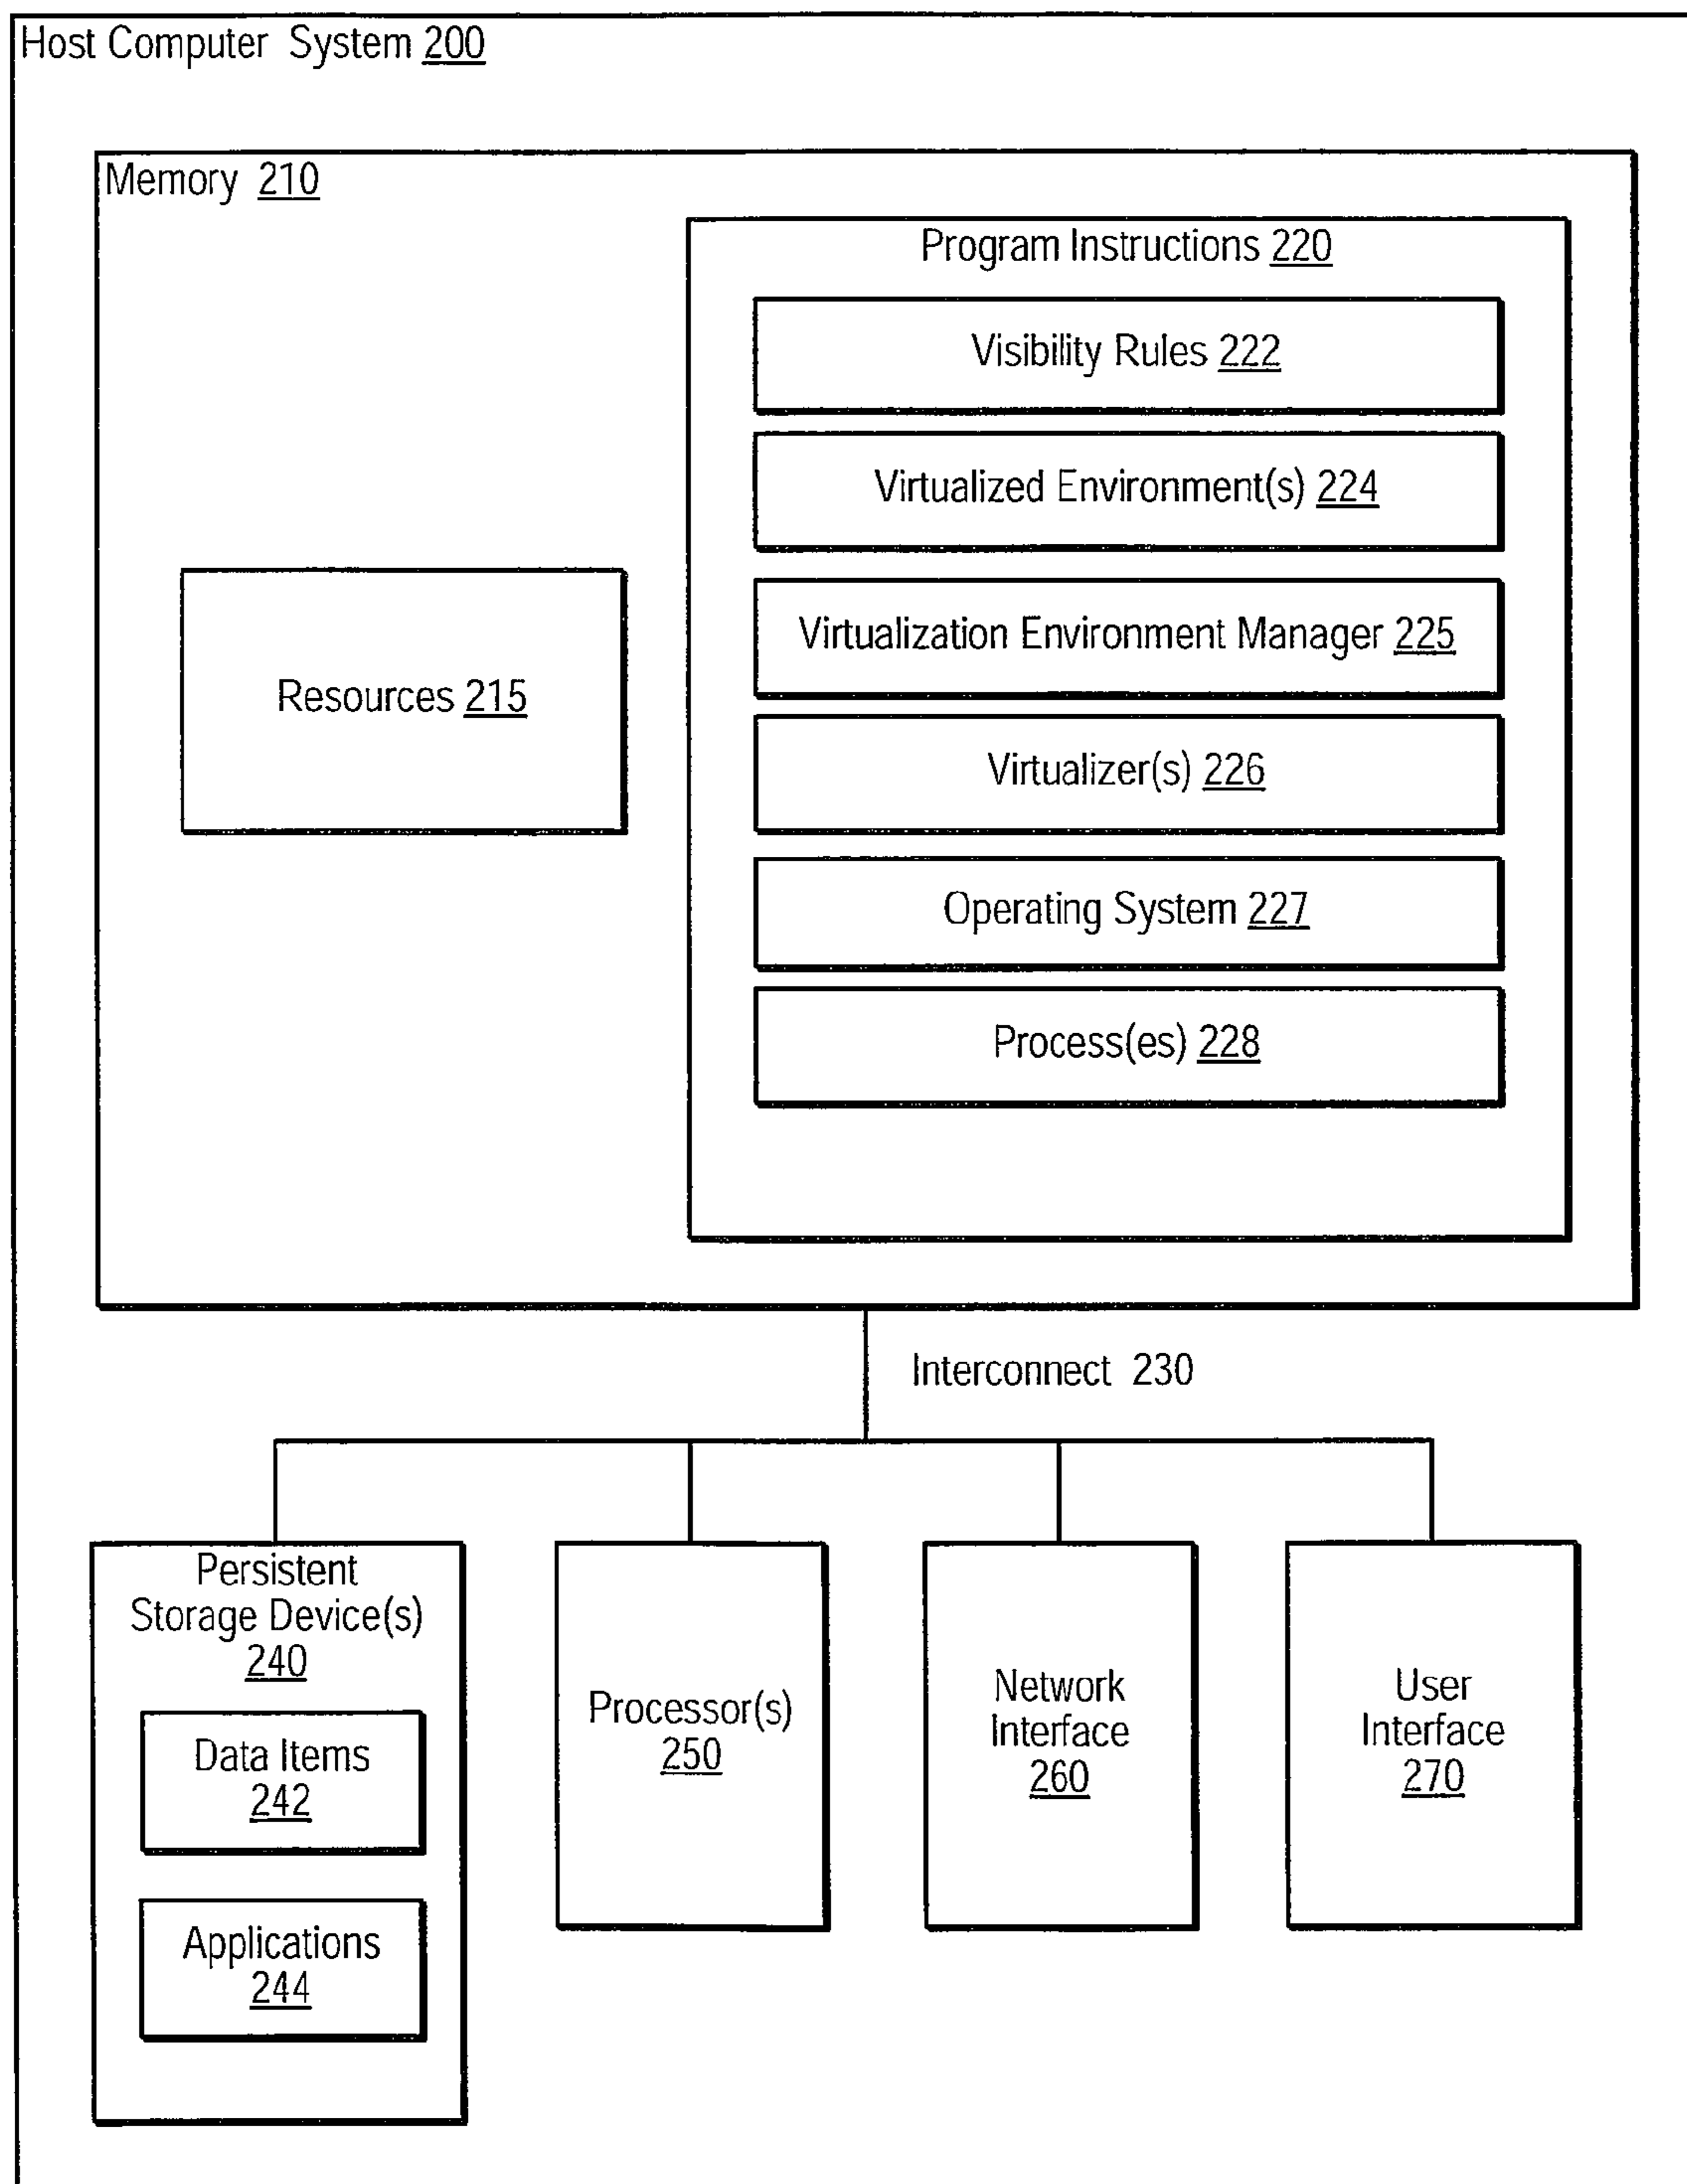 Host Computer System 200
Memory 210
Program Instructions 220
Visibility Rules 222
Virtualized Environment(s) 224
Virtualization Environment Manager 225
Resources 215
Virtualizer(s) 226
Operating System 227
Process(es) 228
Interconnect 230
Persistent
Storage Device(s)
240
Data Items
242
Applications
244
Processor(s)
250
Network
Interface
260
User
Interface
270